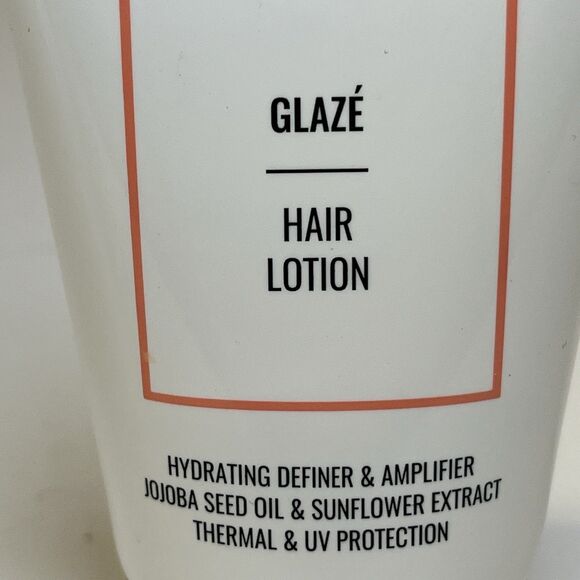 GLAZÉ
HAIR
LOTION
HYDRATING DEFINER & AMPLIFIER
JOJOBA SEED OIL & SUNFLOWER EXTRACT
THERMAL & UV PROTECTION